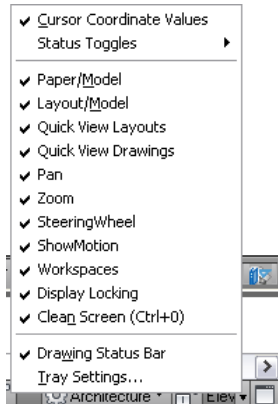 Cursor Coordinate Values
Status Toggles
Paper/Model
Layout/Model
Quick View Layouts
Quick View Drawings
Pan
Zoom
SteeringWheel
ShowMotion
Workspaces
Display Locking
Clean Screen (Ctrl+0)
Drawing Status Bar
Tray Settings...
Architecture